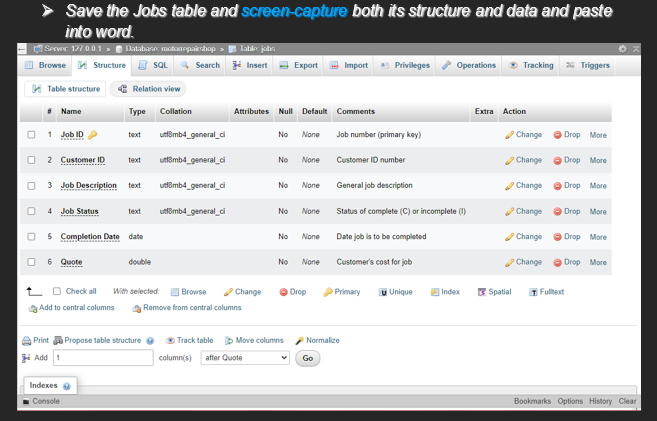 ➢ Save the Jobs table and screen-capture both its structure and data and paste
into word.
Server: 127.0.0.1 » Database: motorrepairshop » Table: jobs
Browse Structure SQL Search Insert Export Import Privileges Operations Tracking Triggers
Table structure Relation view
# Name Type Collation Attributes Null Default Comments Extra Action
1 Job ID text utf8mb4_general_ci No None Job number (primary key) Change Drop More
2 Customer ID text utf8mb4_general_ci No None Customer ID number Change Drop More
3 Job Description text utf8mb4_general_ci No None General job description Change Drop More
4 Job Status text utf8mb4_general_ci No None Status of complete (C) or incomplete (I) Change Drop More
5 Completion Date date No None Date job is to be completed Change Drop More
6 Quote double No None Customer's cost for job Change Drop More
Check all With selected: Browse Change Drop Primary Unique Index Spatial Fulltext
Add to central columns Remove from central columns
Print Propose table structure Track table Move columns Normalize
Add 1 column(s) after Quote Go
Indexes
Console Bookmarks Options History Clear